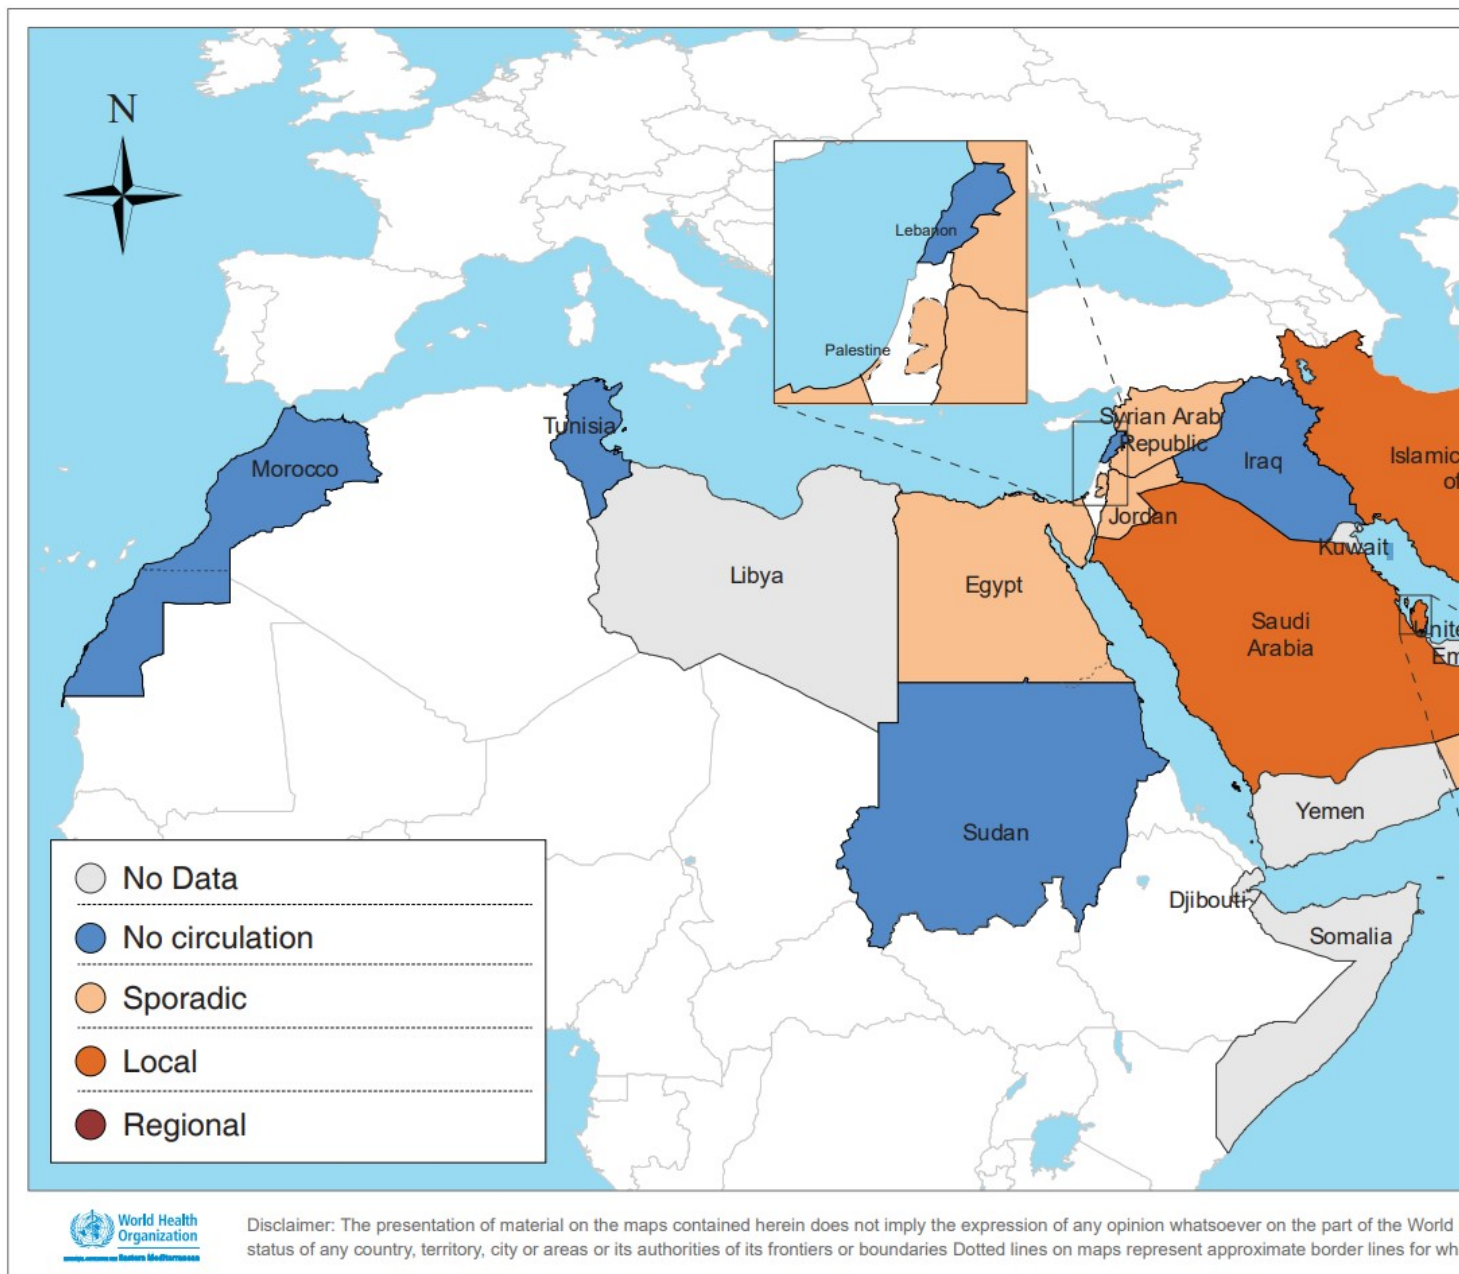 N
Lebanon
Palestine
Tunisia
Morocco
Syrian Arab
Republic
Iraq
Islamic
of
Jordan
Kuwait
Libya
Egypt
Saudi
Arabia
Unite
Em
Yemen
Sudan
Djibouti
Somalia
No Data
No circulation
Sporadic
Local
Regional
World Health
Organization
Eastern Mediterranean
Disclaimer: The presentation of material on the maps contained herein does not imply the expression of any opinion whatsoever on the part of the World
status of any country, territory, city or areas or its authorities of its frontiers or boundaries Dotted lines on maps represent approximate border lines for wh